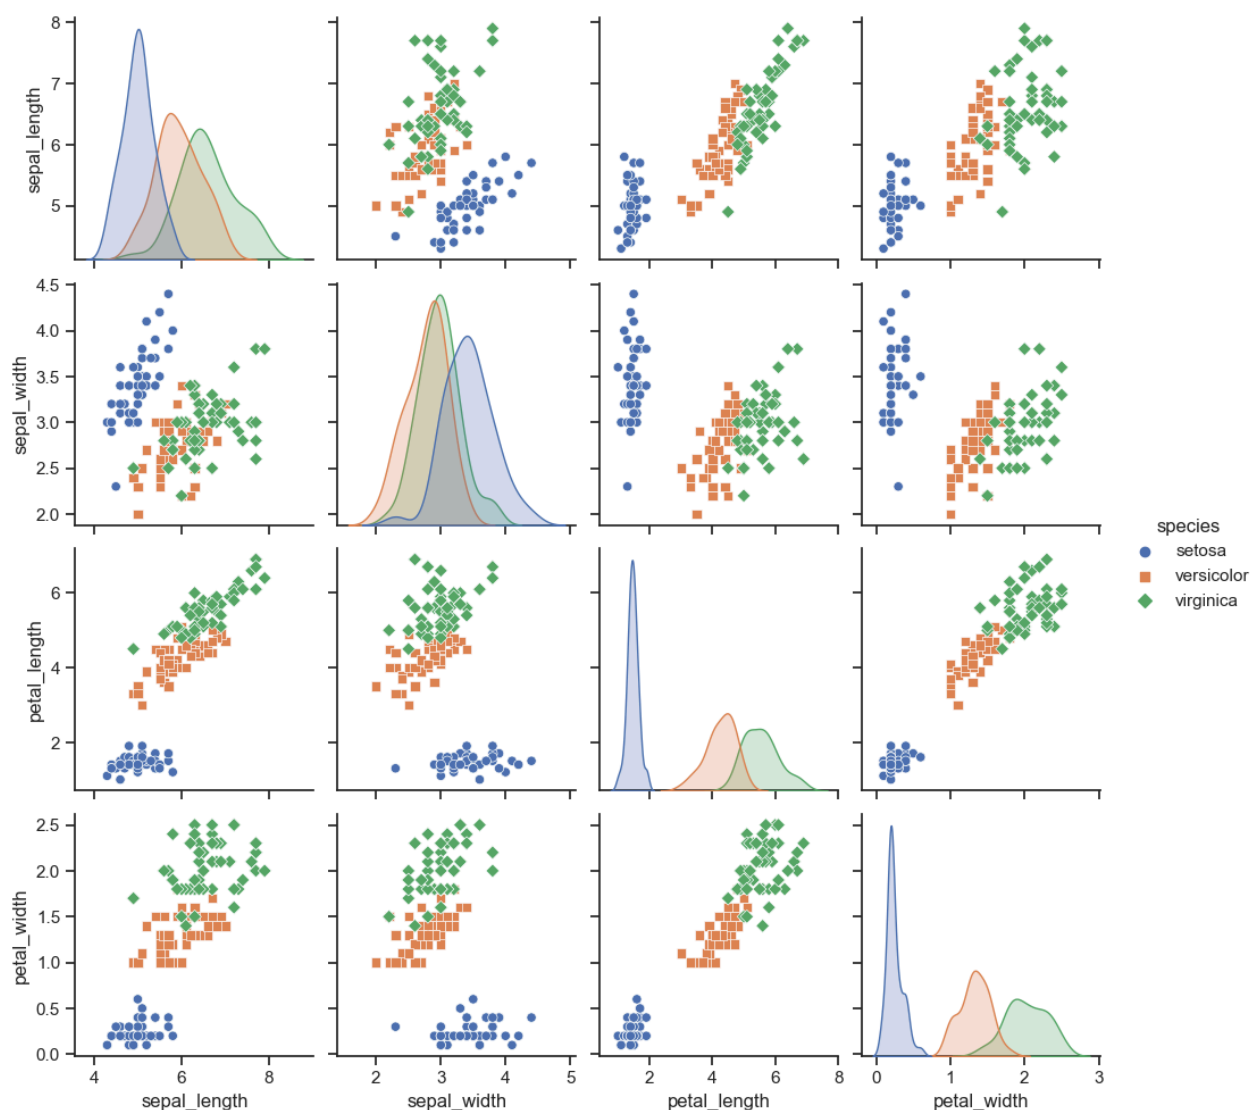 8
7
6
5
sepal_length
4.5
4.0
3.5
3.0
2.5
2.0
sepal_width
species
setosa
versicolor
virginica
6
4
2
petal_length
2.5
2.0
1.5
1.0
0.5
0.0
petal_width
4 6 8 2 3 4 5 2 4 6 8 0 1 2 3
sepal_length sepal_width petal_length petal_width